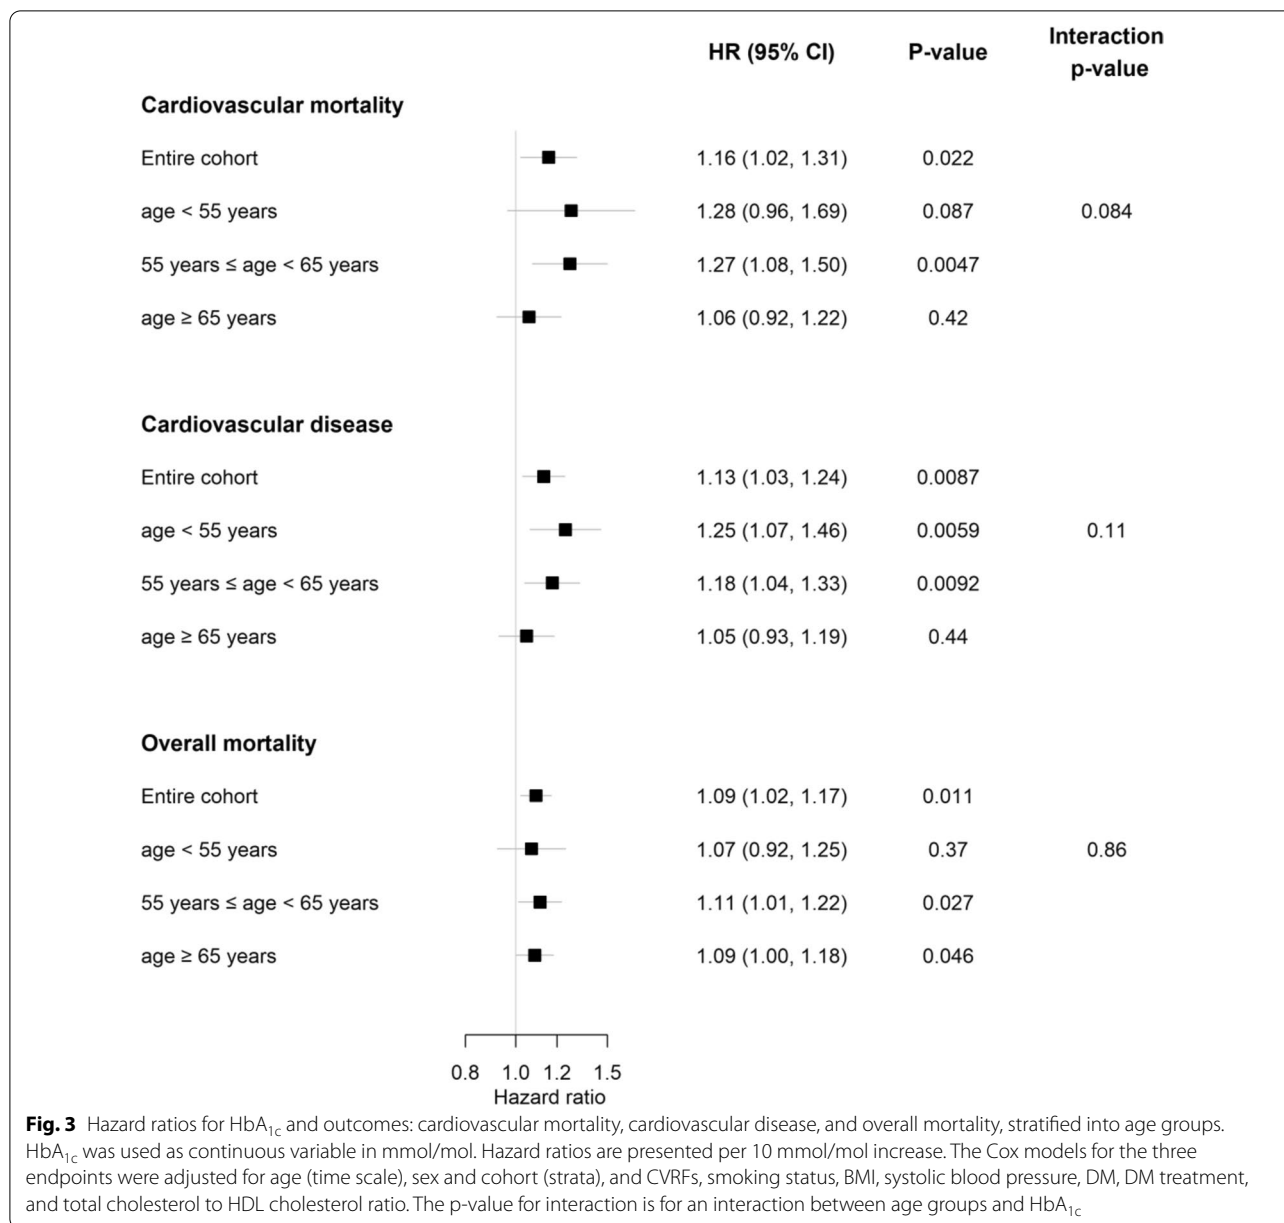 HR (95% CI) P-value Interaction p-value
Cardiovascular mortality
Entire cohort 1.16 (1.02, 1.31) 0.022
age < 55 years 1.28 (0.96, 1.69) 0.087 0.084
55 years ≤ age < 65 years 1.27 (1.08, 1.50) 0.0047
age ≥ 65 years 1.06 (0.92, 1.22) 0.42
Cardiovascular disease
Entire cohort 1.13 (1.03, 1.24) 0.0087
age < 55 years 1.25 (1.07, 1.46) 0.0059 0.11
55 years ≤ age < 65 years 1.18 (1.04, 1.33) 0.0092
age ≥ 65 years 1.05 (0.93, 1.19) 0.44
Overall mortality
Entire cohort 1.09 (1.02, 1.17) 0.011
age < 55 years 1.07 (0.92, 1.25) 0.37 0.86
55 years ≤ age < 65 years 1.11 (1.01, 1.22) 0.027
age ≥ 65 years 1.09 (1.00, 1.18) 0.046
0.8 1.0 1.2 1.5
Hazard ratio
Fig. 3 Hazard ratios for HbA1c and outcomes: cardiovascular mortality, cardiovascular disease, and overall mortality, stratified into age groups.
HbA1c was used as continuous variable in mmol/mol. Hazard ratios are presented per 10 mmol/mol increase. The Cox models for the three
endpoints were adjusted for age (time scale), sex and cohort (strata), and CVRFs, smoking status, BMI, systolic blood pressure, DM, DM treatment,
and total cholesterol to HDL cholesterol ratio. The p-value for interaction is for an interaction between age groups and HbA1c